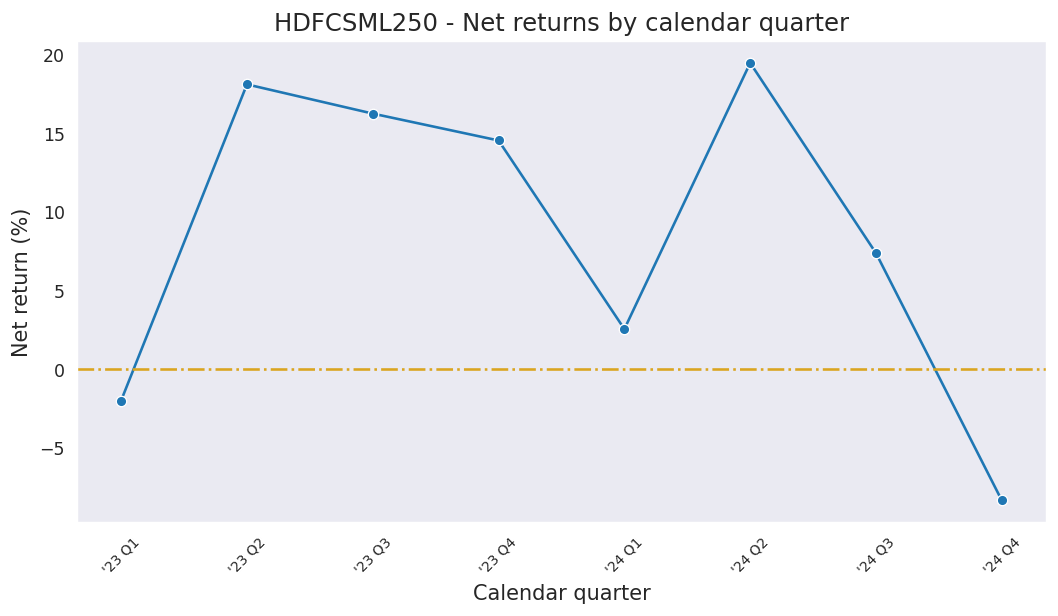 HDFCSML250 - Net returns by calendar quarter
Net return (%)
20
15
10
5
0
−5
'23 Q1
'23 Q2
'23 Q3
'23 Q4
'24 Q1
'24 Q2
'24 Q3
'24 Q4
Calendar quarter